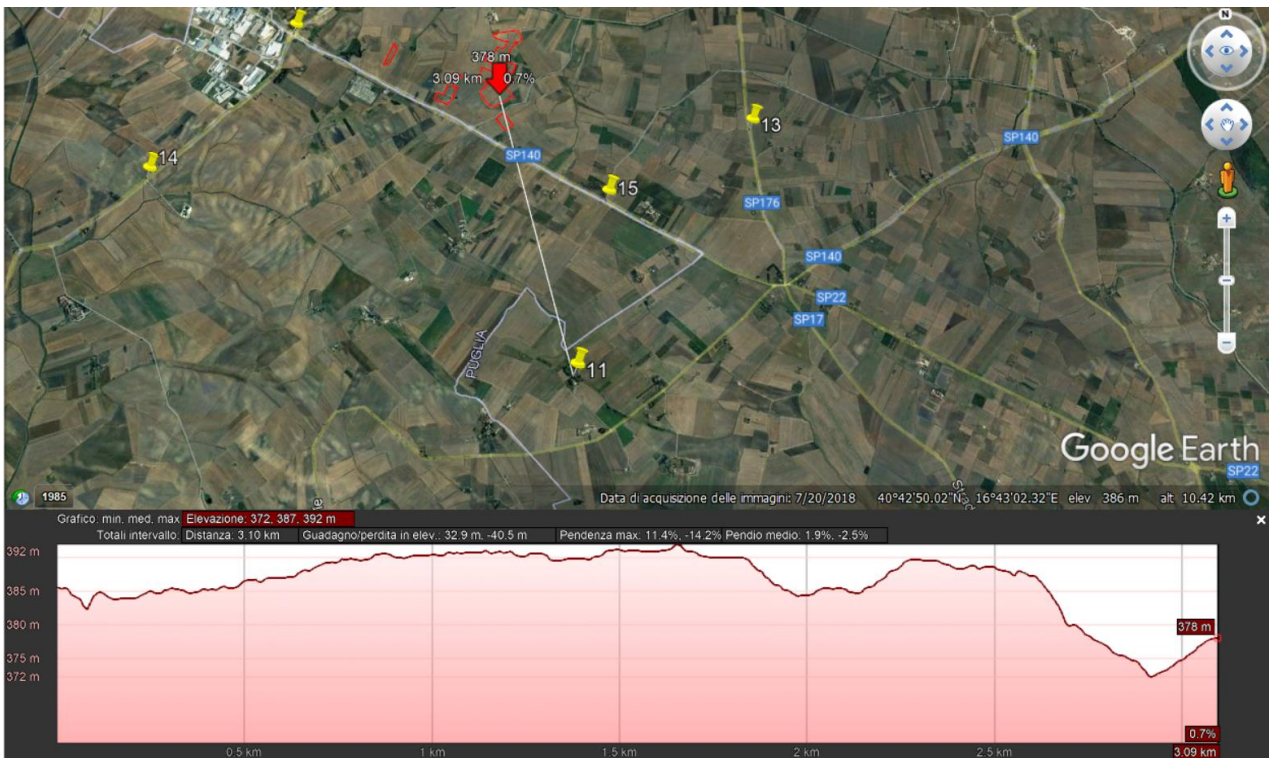 N
378 m
3.09 km 0.7%
13
SP140
14
SP140
15
SP176
SP140
SP22
SP17
PUGLIA
11
Google Earth
SP22
1985
Data di acquisizione delle immagini: 7/20/2018 40°42'50.02"N 16°43'02.32"E elev 386 m alt 10.42 km
Grafico: min. med. max Elevazione: 372. 387. 392 m
Totali intervallo: Distanza: 3.10 km Guadagno/perdita in elev.: 32.9 m. -40.5 m Pendenza max: 11.4%. -14.2% Pendio medio: 1.9%. -2.5%
392 m
385 m
380 m
378 m
375 m
372 m
0.7%
0.5 km 1 km 1.5 km 2 km 2.5 km 3.09 km